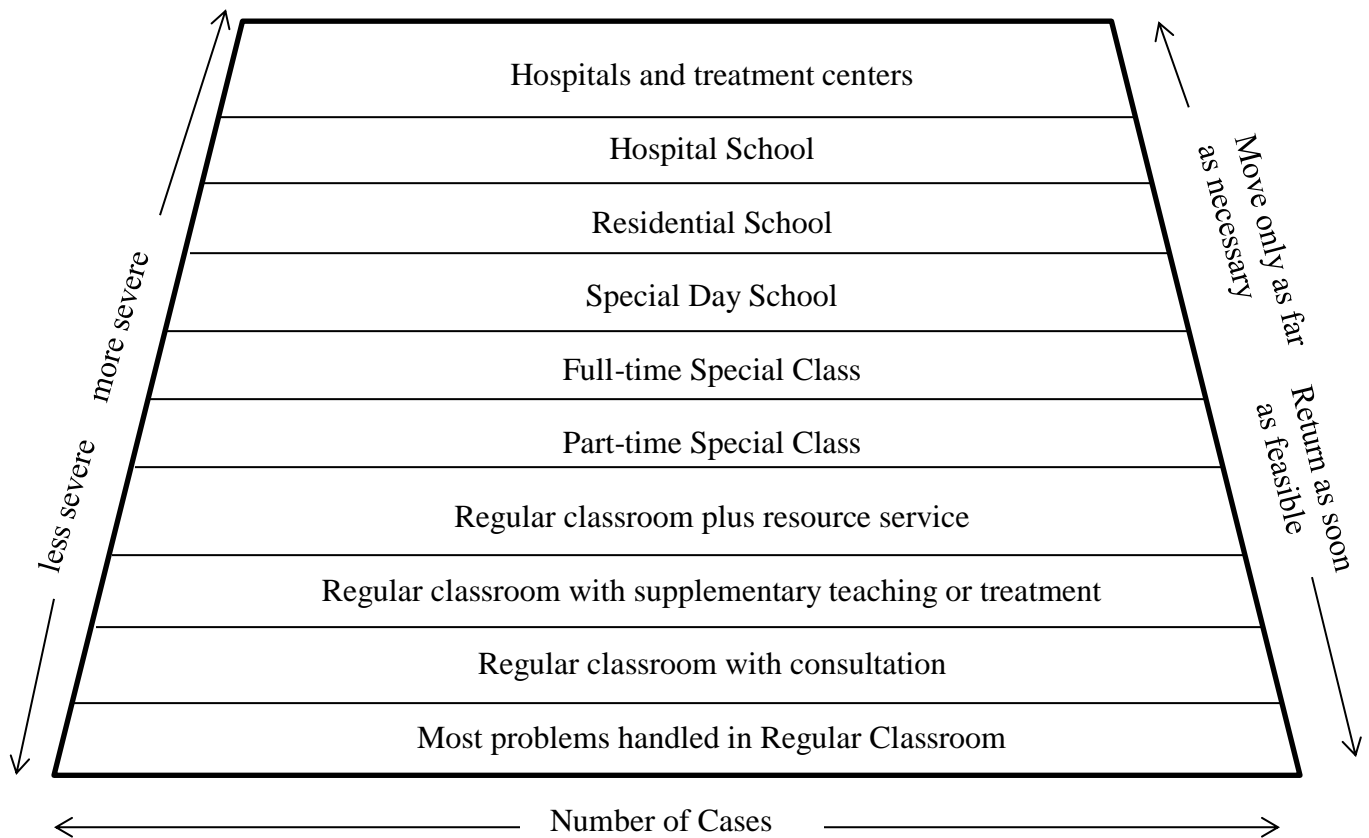 Hospitals and treatment centers
Hospital School
Residential School
Special Day School
Full-time Special Class
Part-time Special Class
Regular classroom plus resource service
Regular classroom with supplementary teaching or treatment
Regular classroom with consultation
Most problems handled in Regular Classroom
more severe
less severe
Move only as far
as necessary
Return as soon
as feasible
Number of Cases